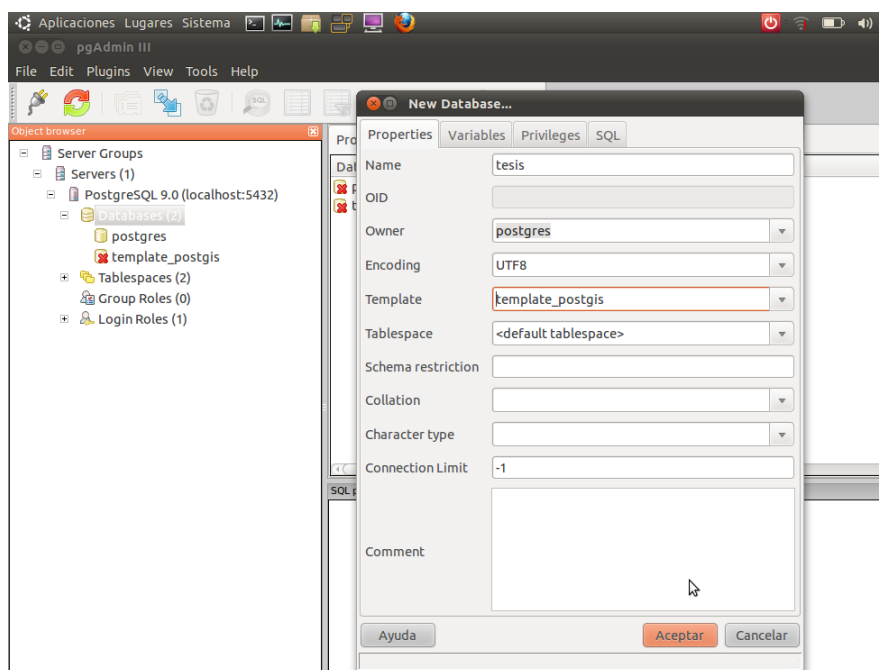 Aplicaciones Lugares Sistema
pgAdmin III
File Edit Plugins View Tools Help
SQL
Object browser
Server Groups
Servers (1)
PostgreSQL 9.0 (localhost:5432)
Databases (2)
postgres
template_postgis
Tablespaces (2)
Group Roles (0)
Login Roles (1)
New Database...
Properties Variables Privileges SQL
Name tesis
OID
Owner postgres
Encoding UTF8
Template template_postgis
Tablespace <default tablespace>
Schema restriction
Collation
Character type
Connection Limit -1
Comment
Ayuda Aceptar Cancelar